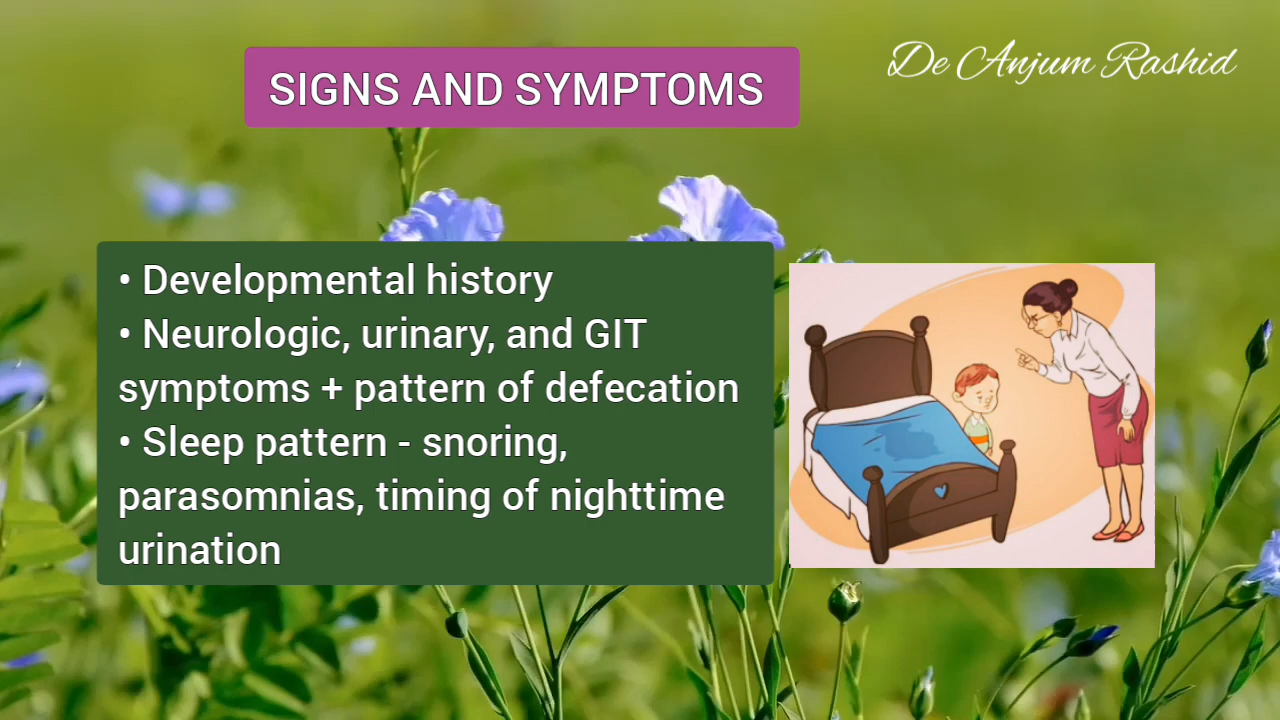 De Anjum Rashid
SIGNS AND SYMPTOMS
• Developmental history
• Neurologic, urinary, and GIT
symptoms + pattern of defecation
• Sleep pattern - snoring,
parasomnias, timing of nighttime
urination